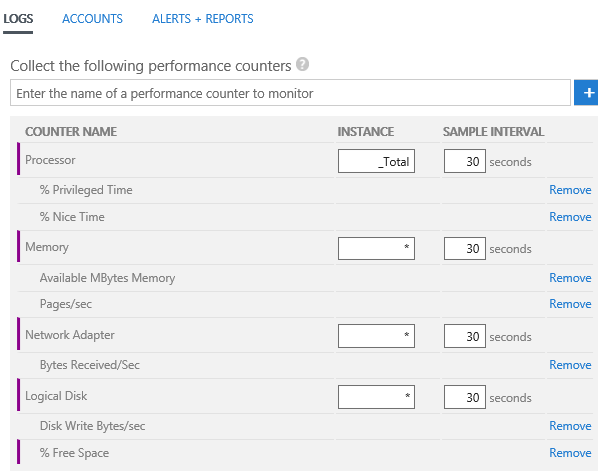 LOGS ACCOUNTS ALERTS + REPORTS
Collect the following performance counters ?
Enter the name of a performance counter to monitor +
COUNTER NAME INSTANCE SAMPLE INTERVAL
Processor _Total 30 seconds
% Privileged Time Remove
% Nice Time Remove
Memory * 30 seconds
Available MBytes Memory Remove
Pages/sec Remove
Network Adapter * 30 seconds
Bytes Received/Sec Remove
Logical Disk * 30 seconds
Disk Write Bytes/sec Remove
% Free Space Remove